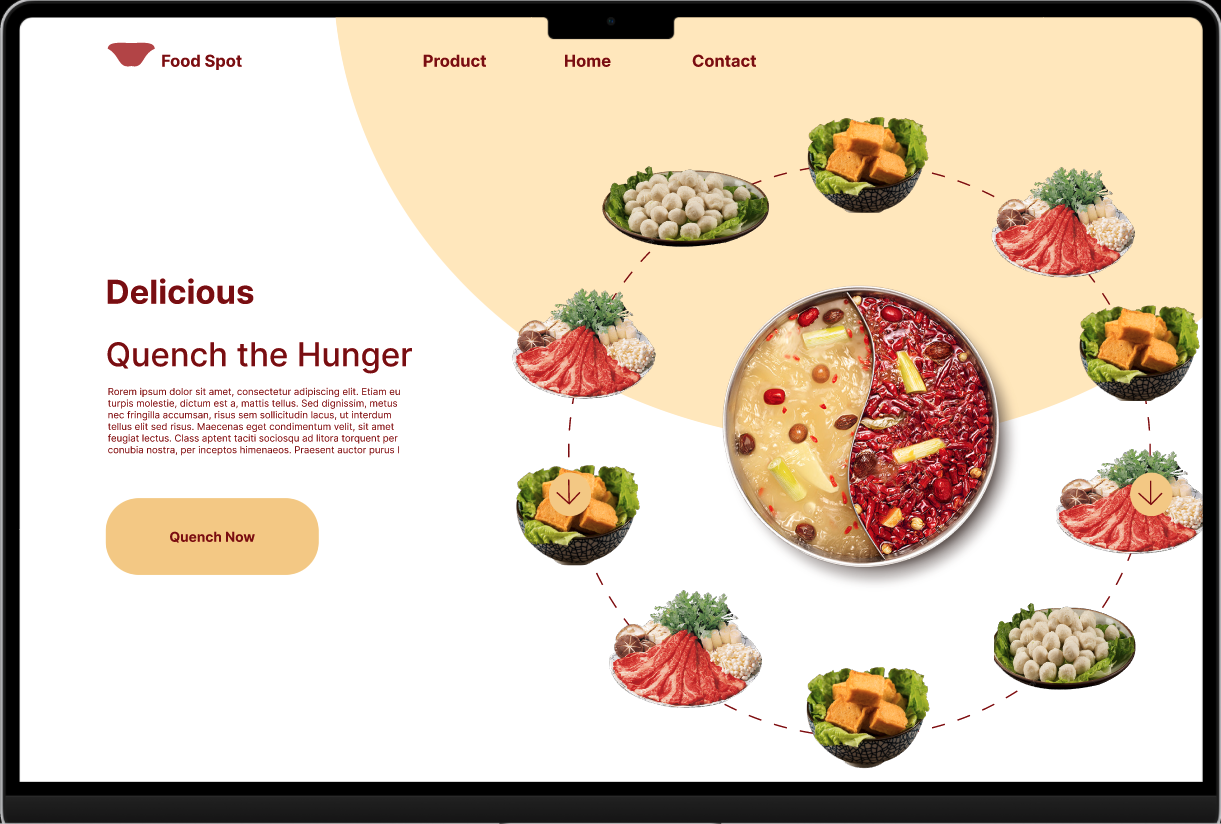 Food Spot
Product
Home
Contact
Delicious
Quench the Hunger
Rorem ipsum dolor sit amet, consectetur adipiscing elit. Etiam eu
turpis molestie, dictum est a, mattis tellus. Sed dignissim, metus
nec fringilla accumsan, risus sem sollicitudin lacus, ut interdum
tellus elit sed risus. Maecenas eget condimentum velit, sit amet
feugiat lectus. Class aptent taciti sociosqu ad litora torquent per
conubia nostra, per inceptos himenaeos. Praesent auctor purus l
Quench Now